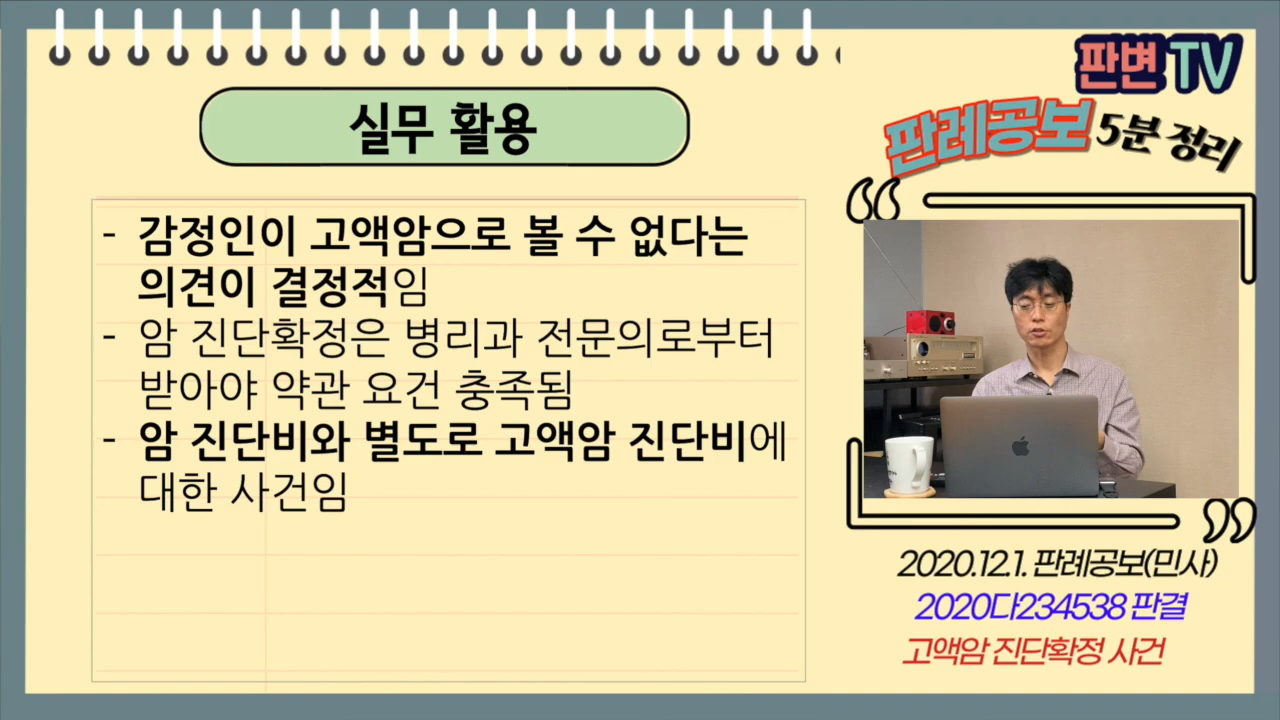 판변 TV
판례공보 5분 정리
실무 활용
- 감정인이 고액암으로 볼 수 없다는
의견이 결정적임
- 암 진단확정은 병리과 전문의로부터
받아야 약관 요건 충족됨
- 암 진단비와 별도로 고액암 진단비에
대한 사건임
2020.12.1. 판례공보(민사)
2020다234538 판결
고액암 진단확정 사건